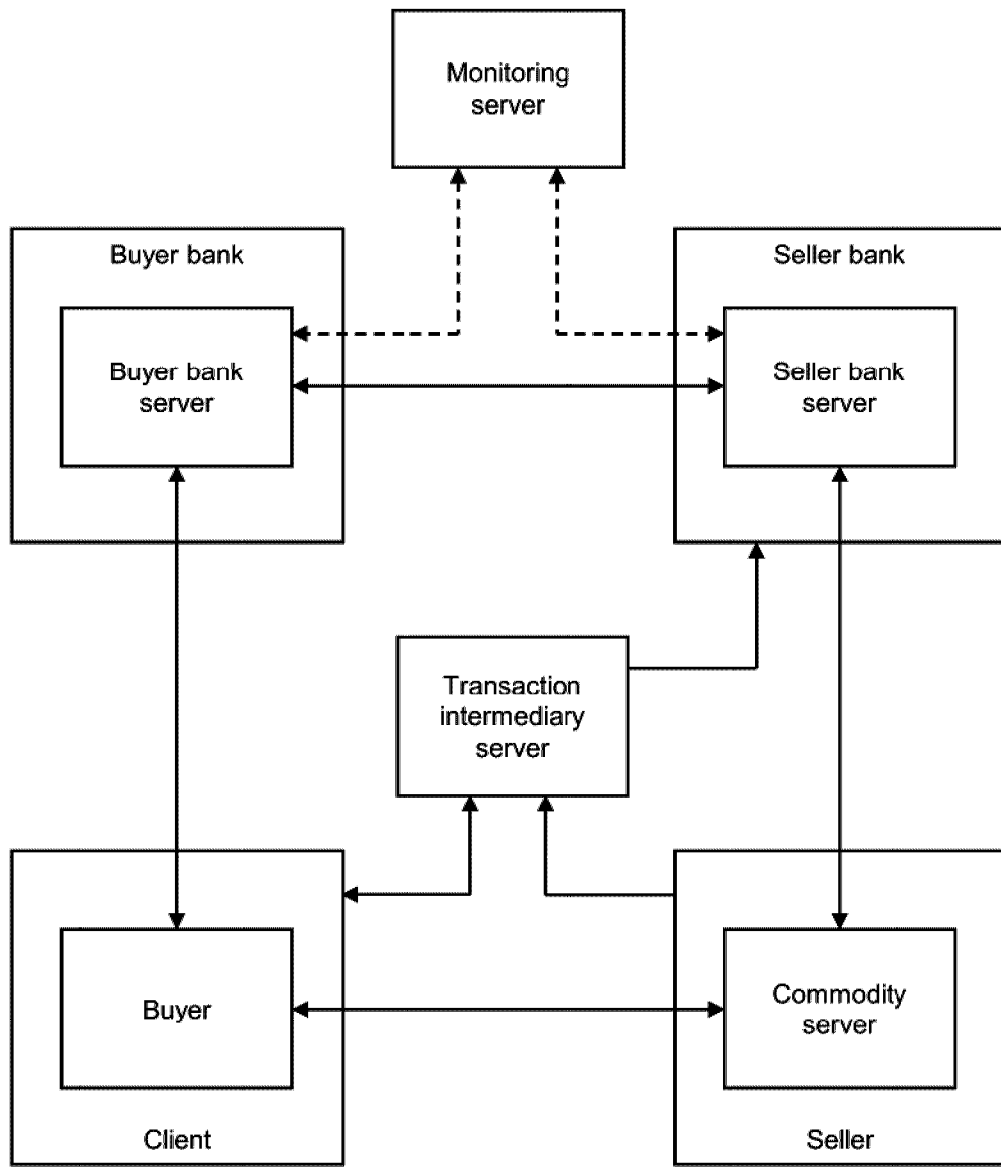 Monitoring
server
Buyer bank
Seller bank
Buyer bank
server
Seller bank
server
Transaction
intermediary
server
Buyer
Commodity
server
Client
Seller